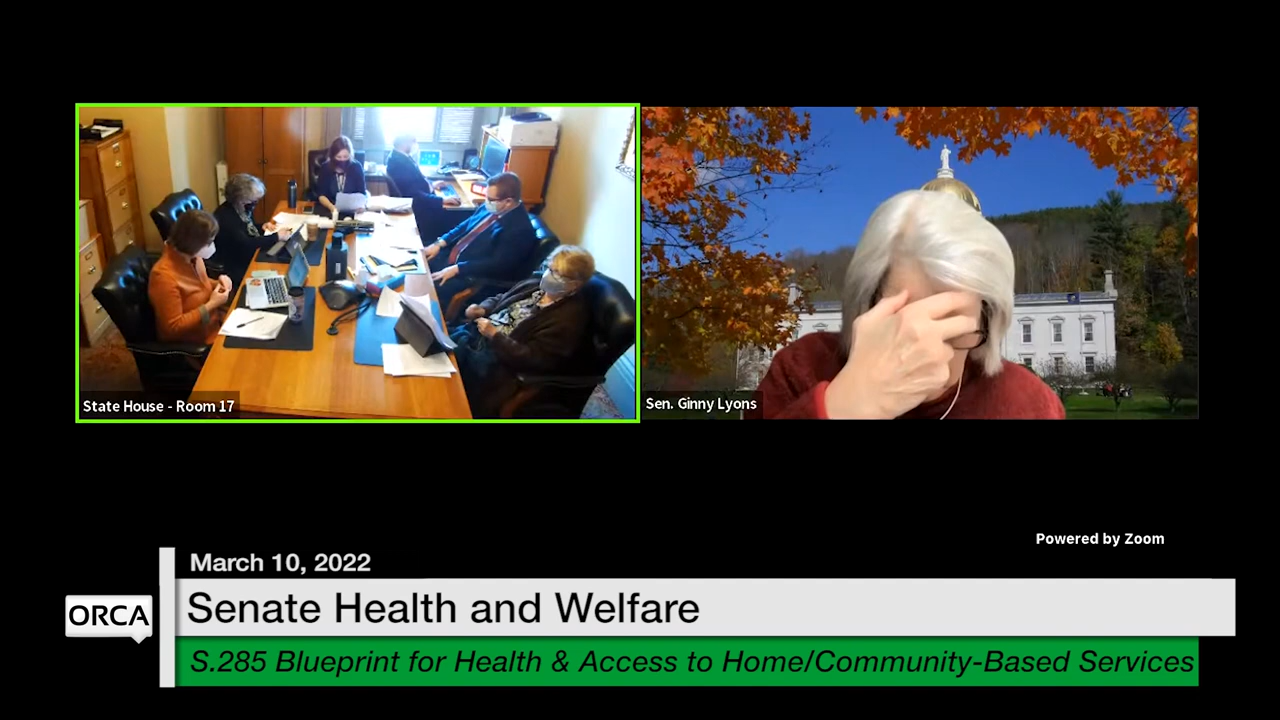 State House - Room 17
Sen. Ginny Lyons
Powered by Zoom
March 10, 2022
ORCA
Senate Health and Welfare
S.285 Blueprint for Health & Access to Home/Community-Based Services